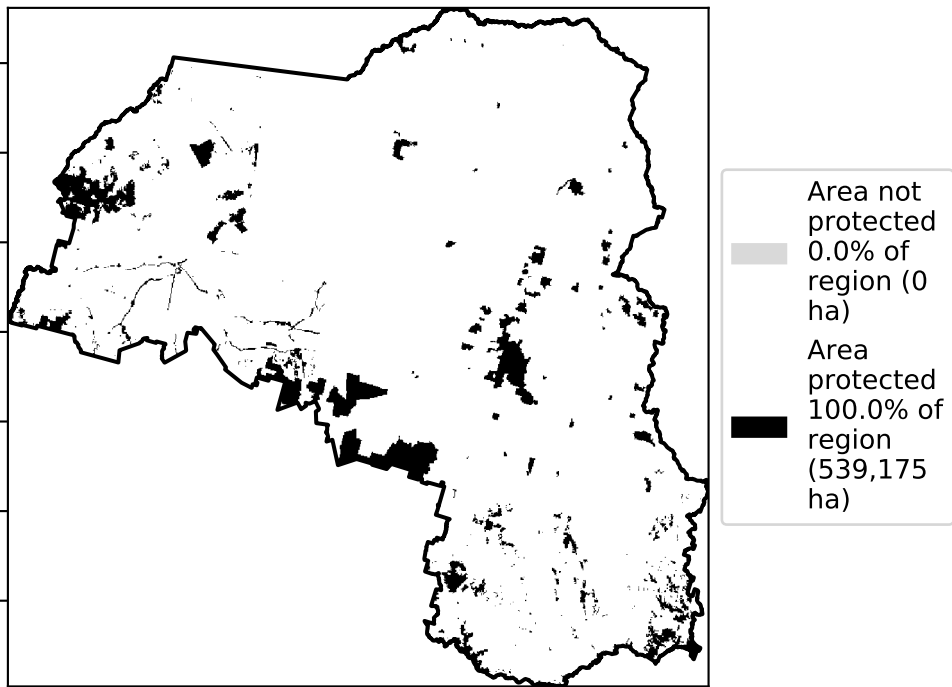 Area not
protected
0.0% of
region (0
ha)
Area
protected
100.0% of
region
(539,175
ha)